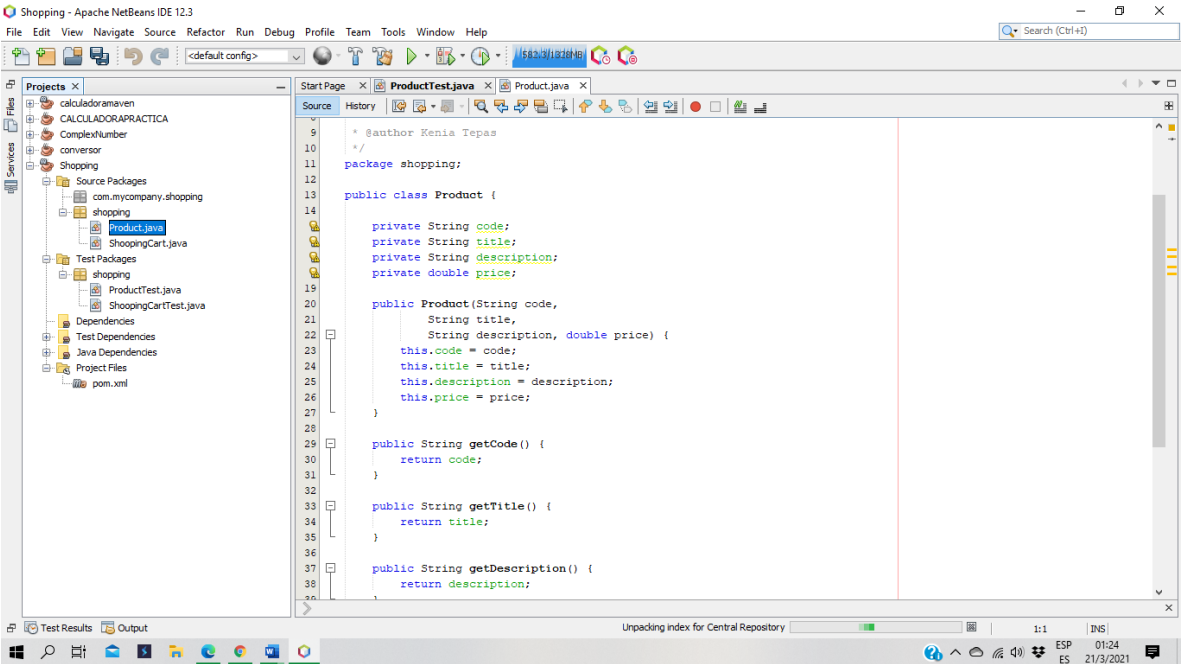 Shopping - Apache NetBeans IDE 12.3
File Edit View Navigate Source Refactor Run Debug Profile Team Tools Window Help
Search (Ctrl+I)
<default config>
Projects
Start Page
ProductTest.java
Product.java
Source
History
Files
Services
calculadoramaven
CALCULADORAPRACTICA
ComplexNumber
conversor
Shopping
Source Packages
com.mycompany.shopping
shopping
Product.java
ShoopingCart.java
Test Packages
shopping
ProductTest.java
ShoopingCartTest.java
Dependencies
Test Dependencies
Java Dependencies
Project Files
pom.xml
9 * @author Kenia Tepas
10 */
11 package shopping;
12
13 public class Product {
14
private String code;
private String title;
private String description;
private double price;
19
20 public Product(String code,
21 String title,
22 String description, double price) {
23 this.code = code;
24 this.title = title;
25 this.description = description;
26 this.price = price;
27 }
28
29 public String getCode() {
30 return code;
31 }
32
33 public String getTitle() {
34 return title;
35 }
36
37 public String getDescription() {
38 return description;
Test Results
Output
Unpacking index for Central Repository
1:1
INS
ESP
ES
01:24
21/3/2021